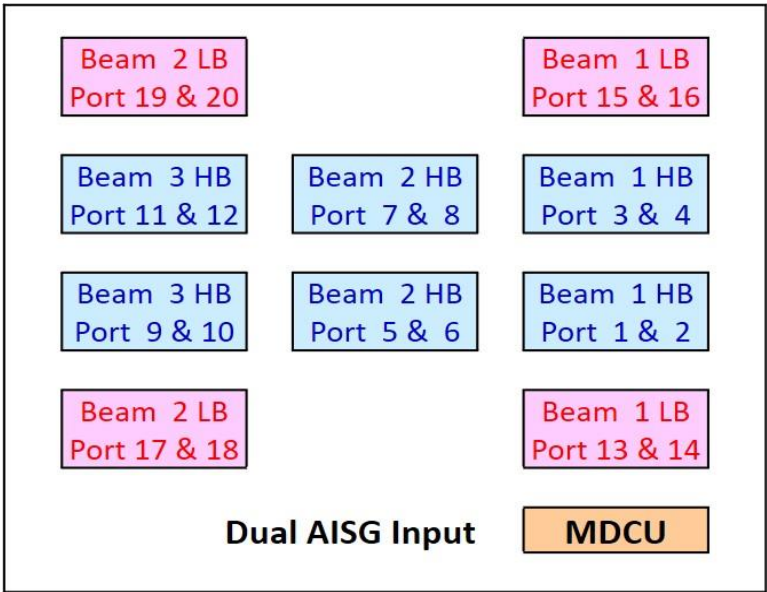 Beam 2 LB
Port 19 & 20
Beam 1 LB
Port 15 & 16
Beam 3 HB
Port 11 & 12
Beam 2 HB
Port 7 & 8
Beam 1 HB
Port 3 & 4
Beam 3 HB
Port 9 & 10
Beam 2 HB
Port 5 & 6
Beam 1 HB
Port 1 & 2
Beam 2 LB
Port 17 & 18
Beam 1 LB
Port 13 & 14
Dual AISG Input
MDCU